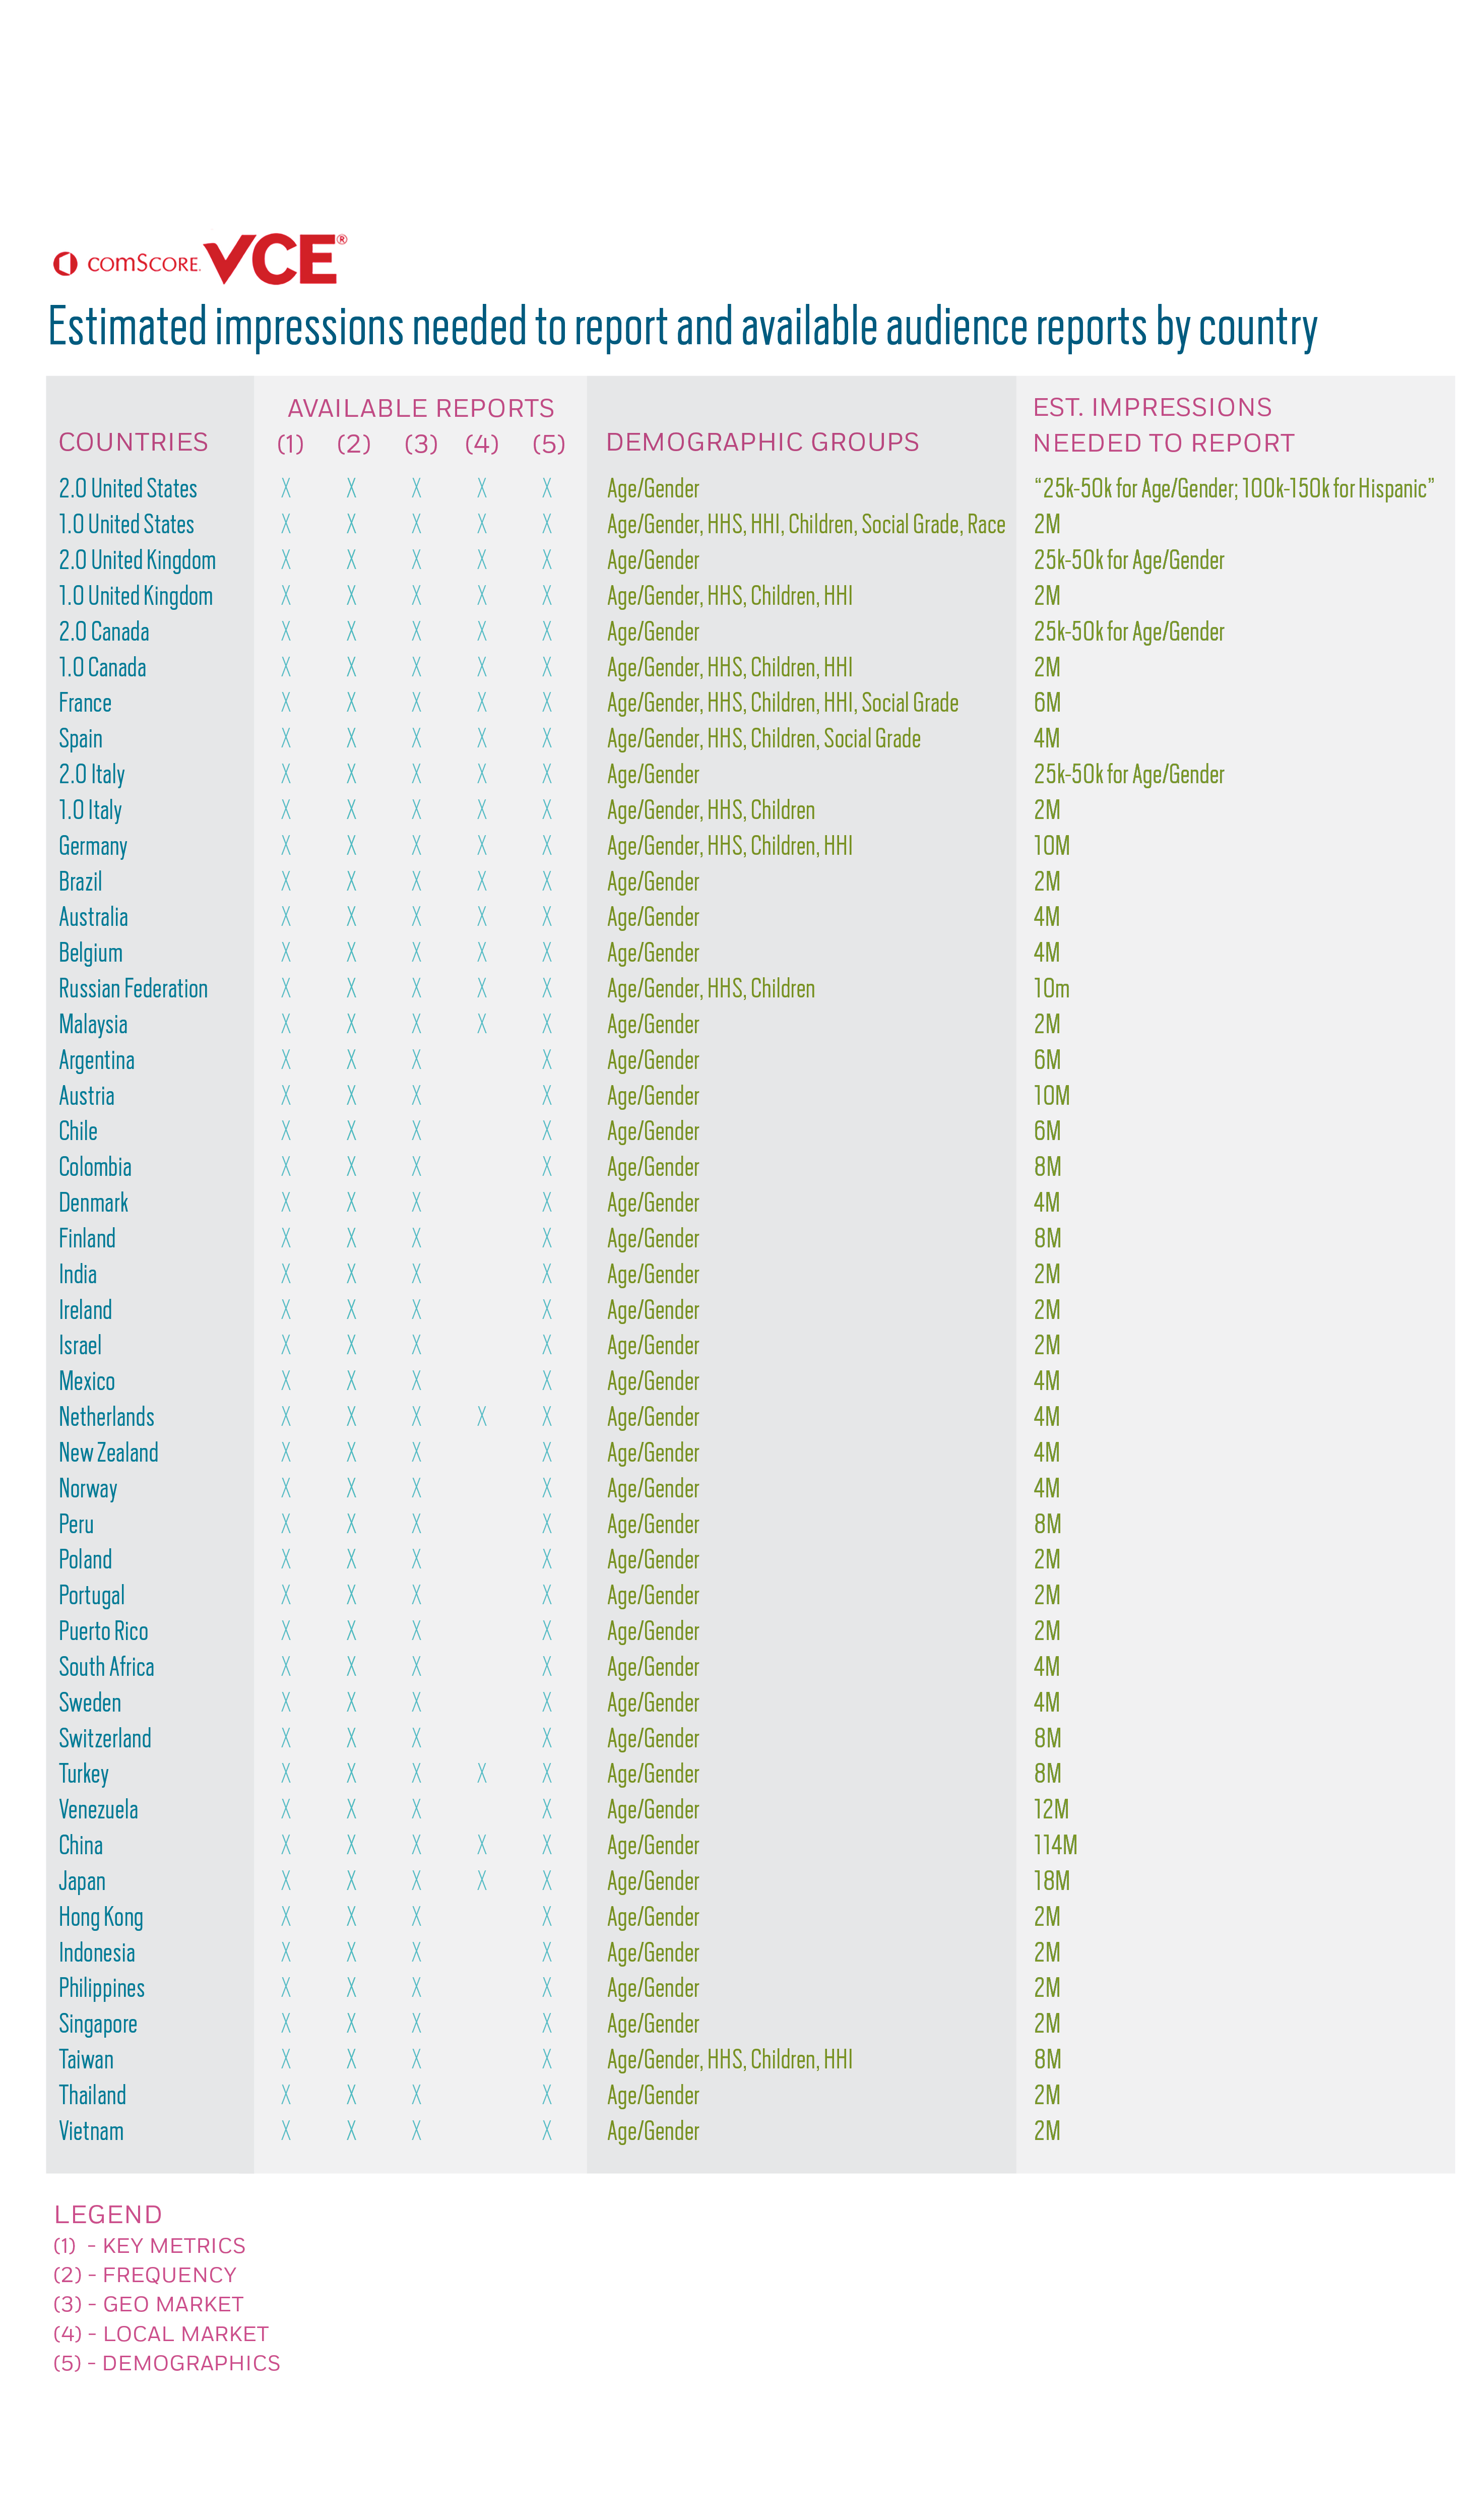 comScore. vCE®
Estimated impressions needed to report and available audience reports by country
AVAILABLE REPORTS EST. IMPRESSIONS
COUNTRIES (1) (2) (3) (4) (5) DEMOGRAPHIC GROUPS NEEDED TO REPORT
2.0 United States X X X X X Age/Gender “25k-50k for Age/Gender; 100k-150k for Hispanic”
1.0 United States X X X X X Age/Gender, HHS, HHI, Children, Social Grade, Race 2M
2.0 United Kingdom X X X X X Age/Gender 25k-50k for Age/Gender
1.0 United Kingdom X X X X X Age/Gender, HHS, Children, HHI 2M
2.0 Canada X X X X X Age/Gender 25k-50k for Age/Gender
1.0 Canada X X X X X Age/Gender, HHS, Children, HHI 2M
France X X X X X Age/Gender, HHS, Children, HHI, Social Grade 6M
Spain X X X X X Age/Gender, HHS, Children, Social Grade 4M
2.0 Italy X X X X X Age/Gender 25k-50k for Age/Gender
1.0 Italy X X X X X Age/Gender, HHS, Children 2M
Germany X X X X X Age/Gender, HHS, Children, HHI 10M
Brazil X X X X X Age/Gender 2M
Australia X X X X X Age/Gender 4M
Belgium X X X X X Age/Gender 4M
Russian Federation X X X X X Age/Gender, HHS, Children 10m
Malaysia X X X X X Age/Gender 2M
Argentina X X X X Age/Gender 6M
Austria X X X X Age/Gender 10M
Chile X X X X Age/Gender 6M
Colombia X X X X Age/Gender 8M
Denmark X X X X Age/Gender 4M
Finland X X X X Age/Gender 8M
India X X X X Age/Gender 2M
Ireland X X X X Age/Gender 2M
Israel X X X X Age/Gender 2M
Mexico X X X X Age/Gender 4M
Netherlands X X X X X Age/Gender 4M
New Zealand X X X X Age/Gender 4M
Norway X X X X Age/Gender 4M
Peru X X X X Age/Gender 8M
Poland X X X X Age/Gender 2M
Portugal X X X X Age/Gender 2M
Puerto Rico X X X X Age/Gender 2M
South Africa X X X X Age/Gender 4M
Sweden X X X X Age/Gender 4M
Switzerland X X X X Age/Gender 8M
Turkey X X X X X Age/Gender 8M
Venezuela X X X X Age/Gender 12M
China X X X X X Age/Gender 114M
Japan X X X X X Age/Gender 18M
Hong Kong X X X X Age/Gender 2M
Indonesia X X X X Age/Gender 2M
Philippines X X X X Age/Gender 2M
Singapore X X X X Age/Gender 2M
Taiwan X X X X Age/Gender, HHS, Children, HHI 8M
Thailand X X X X Age/Gender 2M
Vietnam X X X X Age/Gender 2M
LEGEND
(1) - KEY METRICS
(2) - FREQUENCY
(3) - GEO MARKET
(4) - LOCAL MARKET
(5) - DEMOGRAPHICS